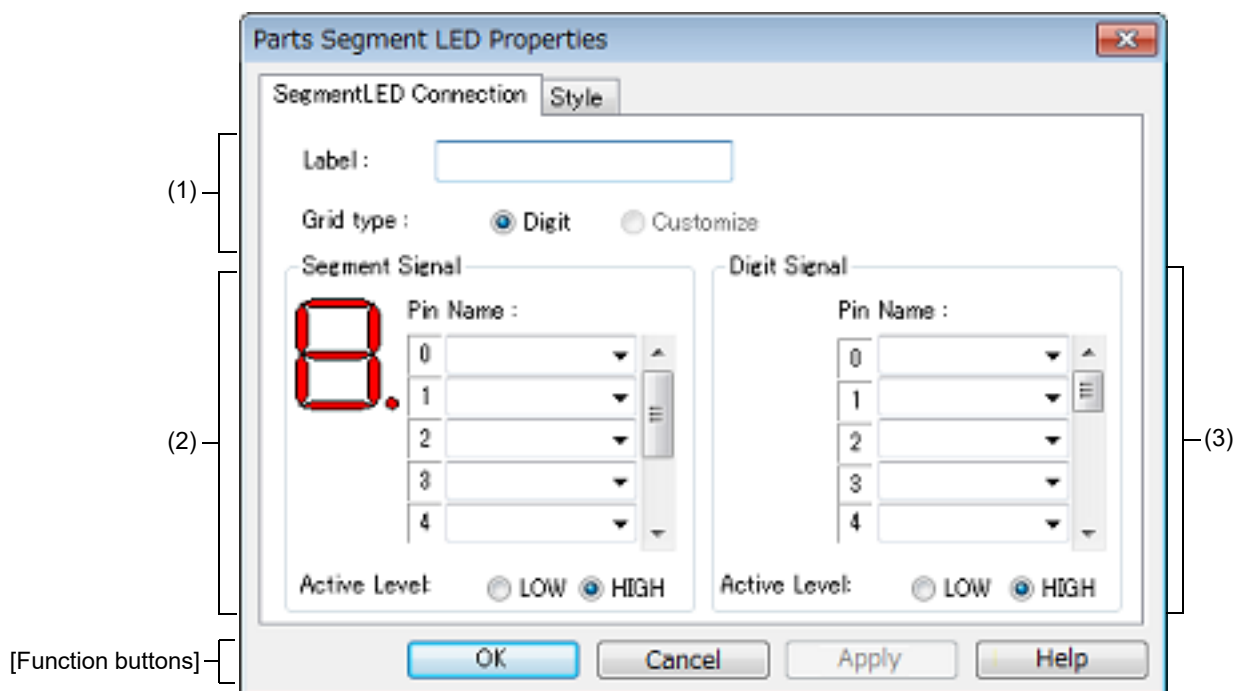 Parts Segment LED Properties
SegmentLED Connection Style
(1)
Label :
Grid type : Digit Customize
(2)
Segment Signal
Pin Name :
0
1
2
3
4
Active Level: LOW HIGH
Digit Signal
Pin Name :
0
1
2
3
4
Active Level: LOW HIGH
(3)
[Function buttons]
OK Cancel Apply Help